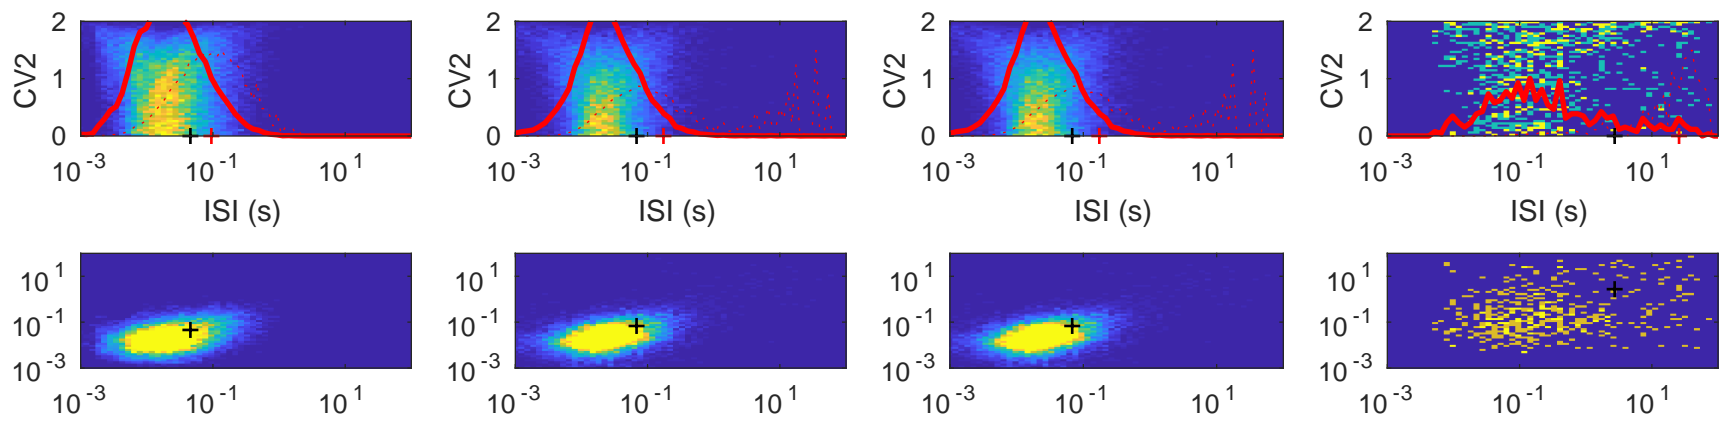 2 2 2 2
CV2 1 CV2 1 CV2 1 CV2 1
0 0 0 0
10^-3 10^-1 10^1 10^-3 10^-1 10^1 10^-3 10^-1 10^1 10^-3 10^-1 10^1
ISI (s) ISI (s) ISI (s) ISI (s)
10^1 10^1 10^1 10^1
10^-1 10^-1 10^-1 10^-1
10^-3 10^-3 10^-3 10^-3
10^-3 10^-1 10^1 10^-3 10^-1 10^1 10^-3 10^-1 10^1 10^-3 10^-1 10^1